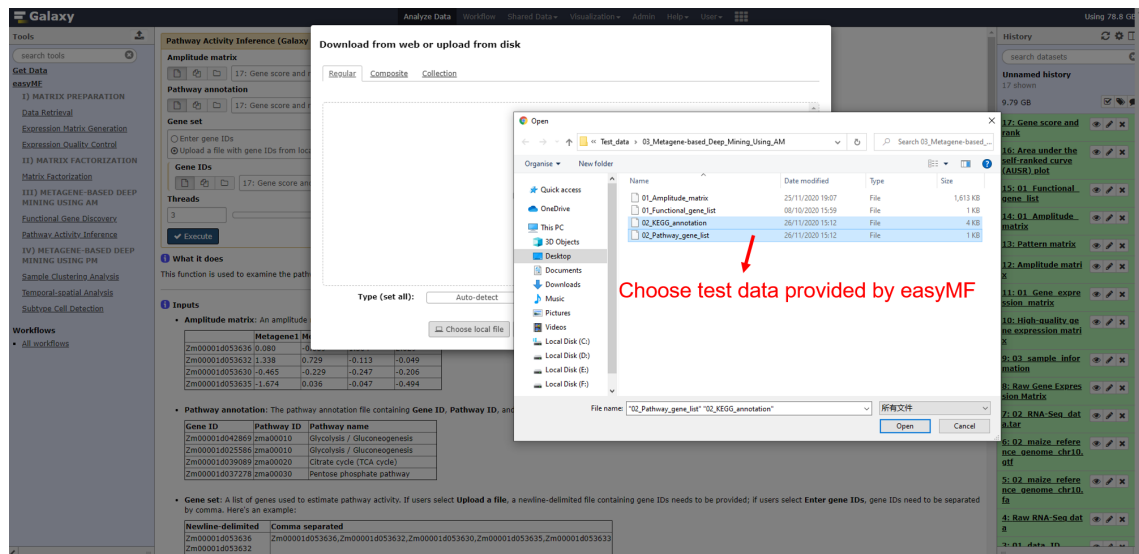 Galaxy
Analyze Data Workflow Shared Data Visualization Admin Help User
Using 78.8 GB
Tools
search tools
Get Data
easyMF
I) MATRIX PREPARATION
Data Retrieval
Expression Matrix Generation
Expression Quality Control
II) MATRIX FACTORIZATION
Matrix Factorization
III) METAGENE-BASED DEEP
MINING USING AM
Functional Gene Discovery
Pathway Activity Inference
IV) METAGENE-BASED DEEP
MINING USING PM
Sample Clustering Analysis
Temporal-spatial Analysis
Subtype Cell Detection
Workflows
All workflows
Pathway Activity Inference (Galaxy
Amplitude matrix
17: Gene score and r
Pathway annotation
17: Gene score and r
Gene set
Enter gene IDs
Upload a file with gene IDs from loca
Gene IDs
17: Gene score an
Threads
3
Execute
What it does
This function is used to examine the path
Inputs
Amplitude matrix: An amplitude
Metagene1
Zm00001d053636 0.080
Zm00001d053632 1.338 0.729 -0.113 -0.049
Zm00001d053630 -0.465 -0.229 -0.247 -0.206
Zm00001d053635 -1.674 0.036 -0.047 -0.494
Pathway annotation: The pathway annotation file containing Gene ID, Pathway ID, and
Gene ID Pathway ID Pathway name
Zm00001d042869 zma00010 Glycolysis / Gluconeogenesis
Zm00001d025586 zma00010 Glycolysis / Gluconeogenesis
Zm00001d039089 zma00020 Citrate cycle (TCA cycle)
Zm00001d037278 zma00030 Pentose phosphate pathway
Gene set: A list of genes used to estimate pathway activity. If users select Upload a file, a newline-delimited file containing gene IDs needs to be provided; if users select Enter gene IDs, gene IDs need to be separated
by comma. Here's an example:
Newline-delimited Comma separated
Zm00001d053636 Zm00001d053636,Zm00001d053632,Zm00001d053630,Zm00001d053635,Zm00001d053633
Zm00001d053632
Download from web or upload from disk
Regular Composite Collection
Type (set all): Auto-detect
Choose local file
Open
« Test_data › 03_Metagene-based_Deep_Mining_Using_AM
Search 03_Metagene-based_...
Organise New folder
Name Date modified Type Size
Quick access
OneDrive
This PC
3D Objects
Desktop
Documents
Downloads
Music
Pictures
Videos
Local Disk (C:)
Local Disk (D:)
Local Disk (E:)
Local Disk (F:)
01_Amplitude_matrix 25/11/2020 19:07 File 1,613 KB
01_Functional_gene_list 08/10/2020 15:59 File 1 KB
02_KEGG_annotation 26/11/2020 15:12 File 4 KB
02_Pathway_gene_list 26/11/2020 15:12 File 1 KB
Choose test data provided by easyMF
File name: "02_Pathway_gene_list" "02_KEGG_annotation"
所有文件
Open Cancel
History
search datasets
Unnamed history
17 shown
9.79 GB
17: Gene score and
rank
16: Area under the
self-ranked curve
(AUSR) plot
15: 01_Functional_
gene_list
14: 01_Amplitude_
matrix
13: Pattern matrix
12: Amplitude matri
x
11: 01_Gene_expre
ssion_matrix
10: High-quality ge
ne expression matri
x
9: 03_sample_infor
mation
8: Raw Gene Expres
sion Matrix
7: 02_RNA-Seq_dat
a.tar
6: 02_maize_refere
nce_genome_chr10.
gtf
5: 02_maize_refere
nce_genome_chr10.
fa
4: Raw RNA-Seq dat
a